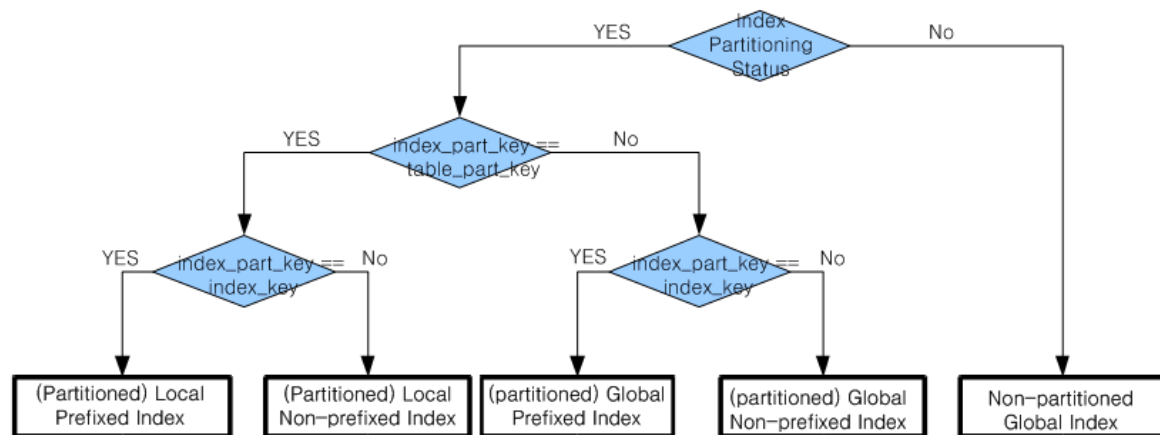 Index
Partitioning
Status
YES
No
index_part_key ==
table_part_key
YES
No
index_part_key ==
index_key
YES
No
index_part_key ==
index_key
YES
No
(Partitioned) Local
Prefixed Index
(Partitioned) Local
Non-prefixed Index
(partitioned) Global
Prefixed Index
(partitioned) Global
Non-prefixed Index
Non-partitioned
Global Index